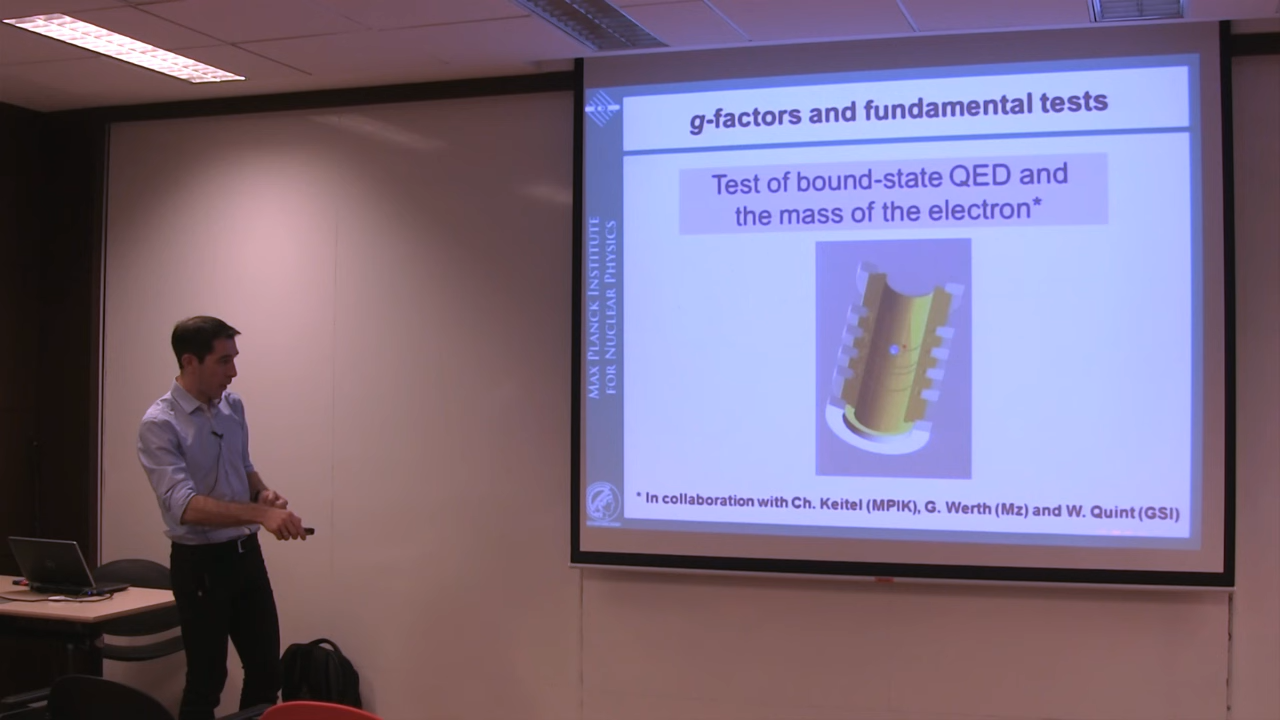 g-factors and fundamental tests
Test of bound-state QED and
the mass of the electron*
MAX PLANCK INSTITUTE
FOR NUCLEAR PHYSICS
* In collaboration with Ch. Keitel (MPIK), G. Werth (Mz) and W. Quint (GSI)